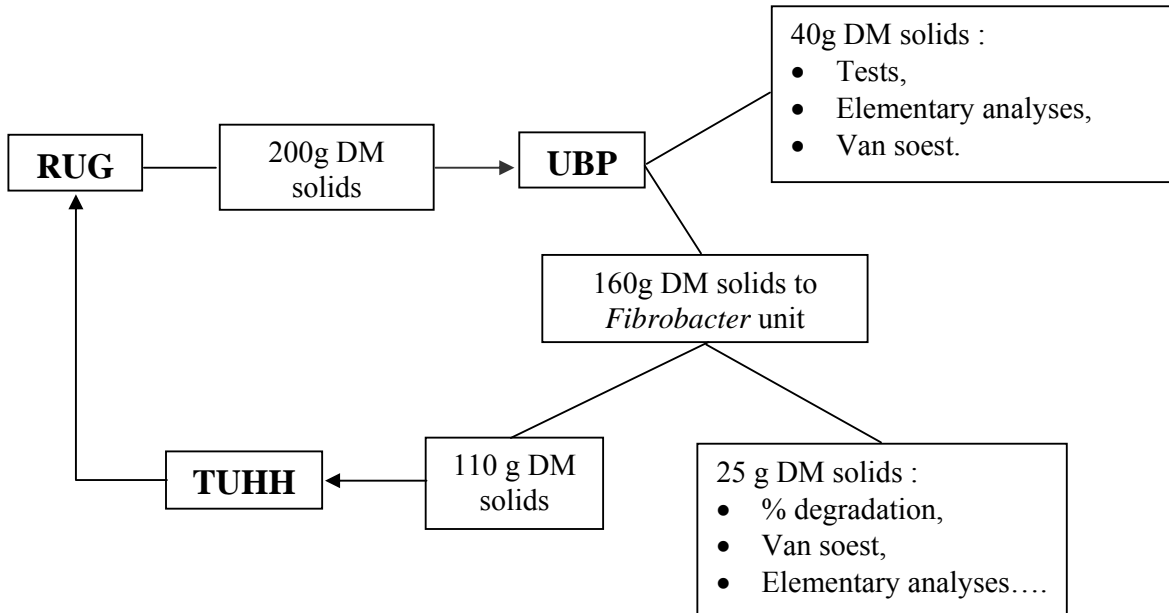 40g DM solids :
• Tests,
• Elementary analyses,
• Van soest.
RUG
200g DM
solids
UBP
160g DM solids to
Fibrobacter unit
TUHH
110 g DM
solids
25 g DM solids :
• % degradation,
• Van soest,
• Elementary analyses….